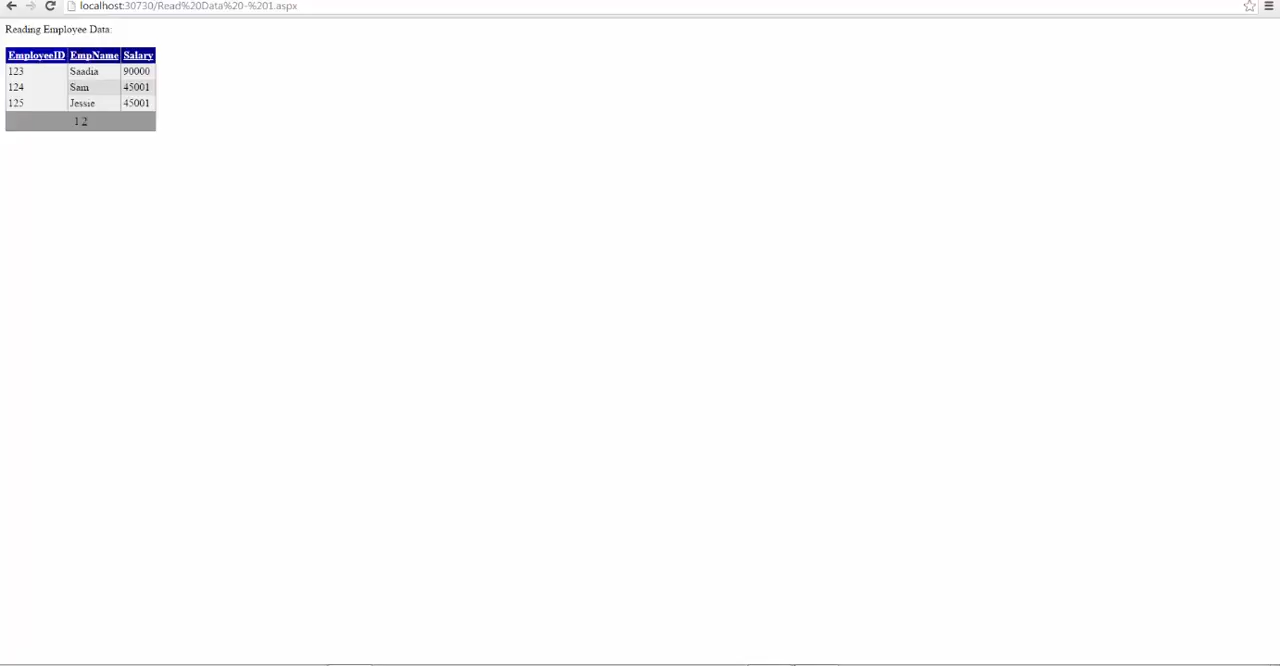 localhost:30730/Read%20Data%20-%201.aspx
Reading Employee Data:
EmployeeID EmpName Salary
123 Saadia 90000
124 Sam 45001
125 Jessie 45001
1 2